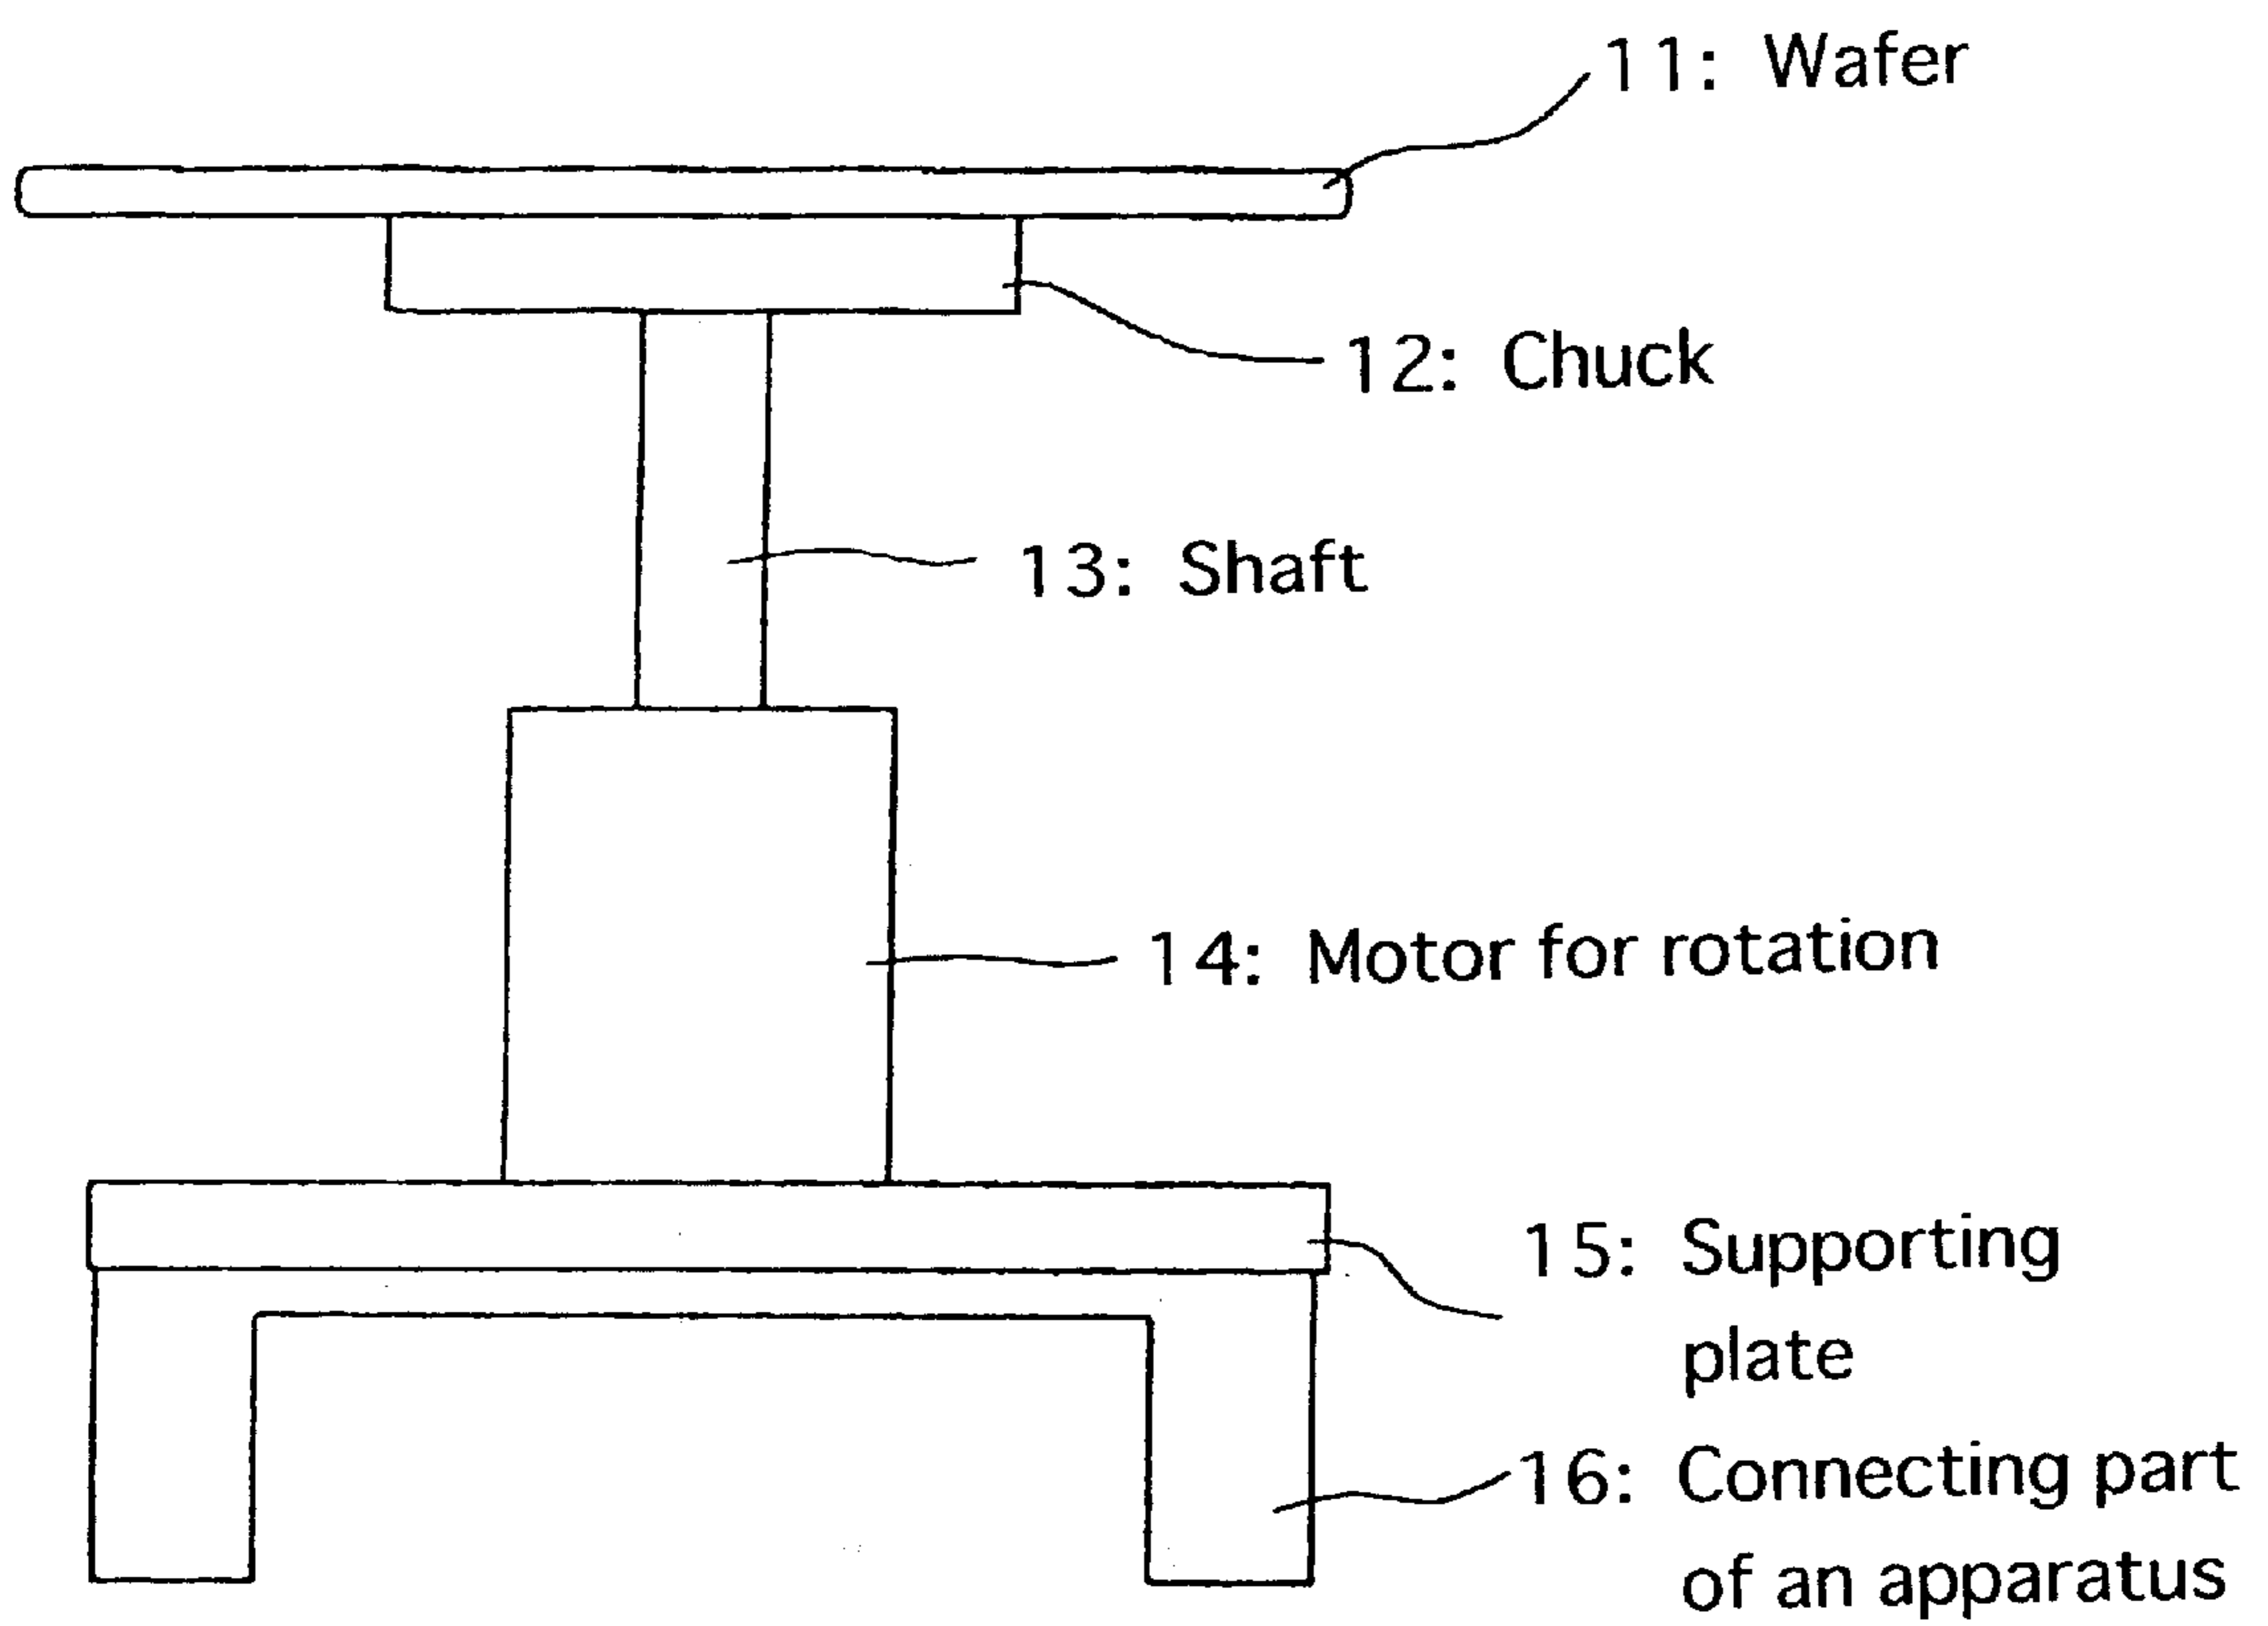 11: Wafer
12: Chuck
13: Shaft
14: Motor for rotation
15: Supporting
plate
16: Connecting part
of an apparatus